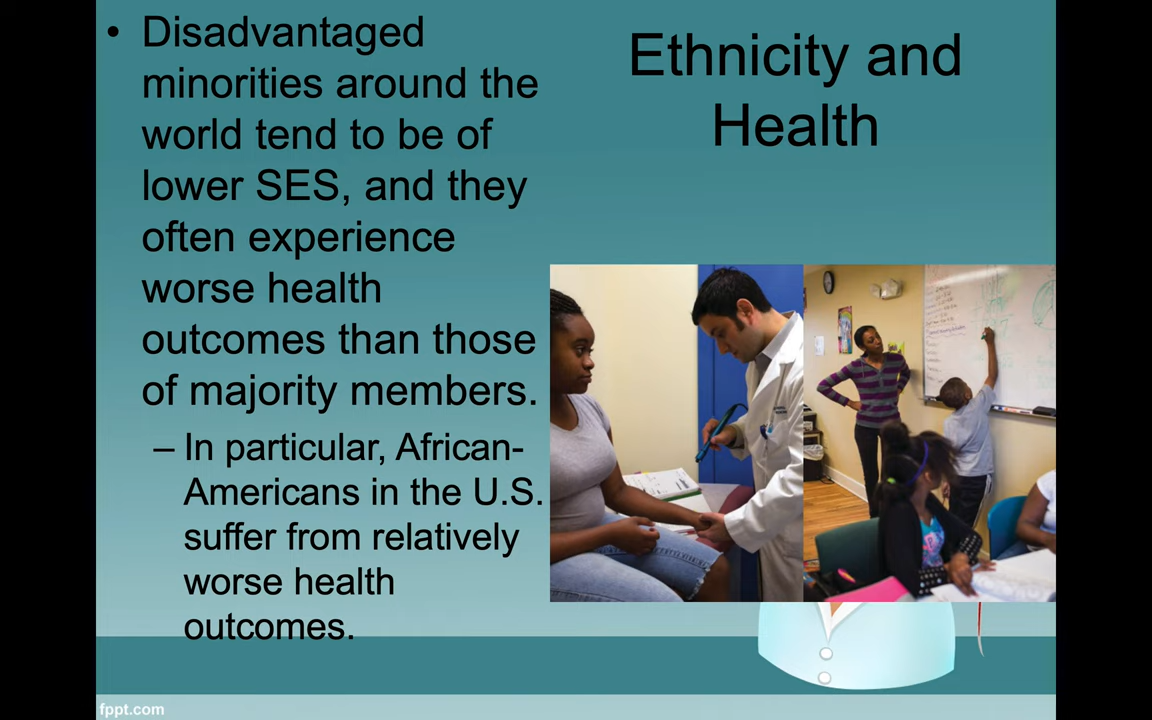 Ethnicity and
Health
• Disadvantaged
minorities around the
world tend to be of
lower SES, and they
often experience
worse health
outcomes than those
of majority members.
– In particular, African-
Americans in the U.S.
suffer from relatively
worse health
outcomes.
fppt.com